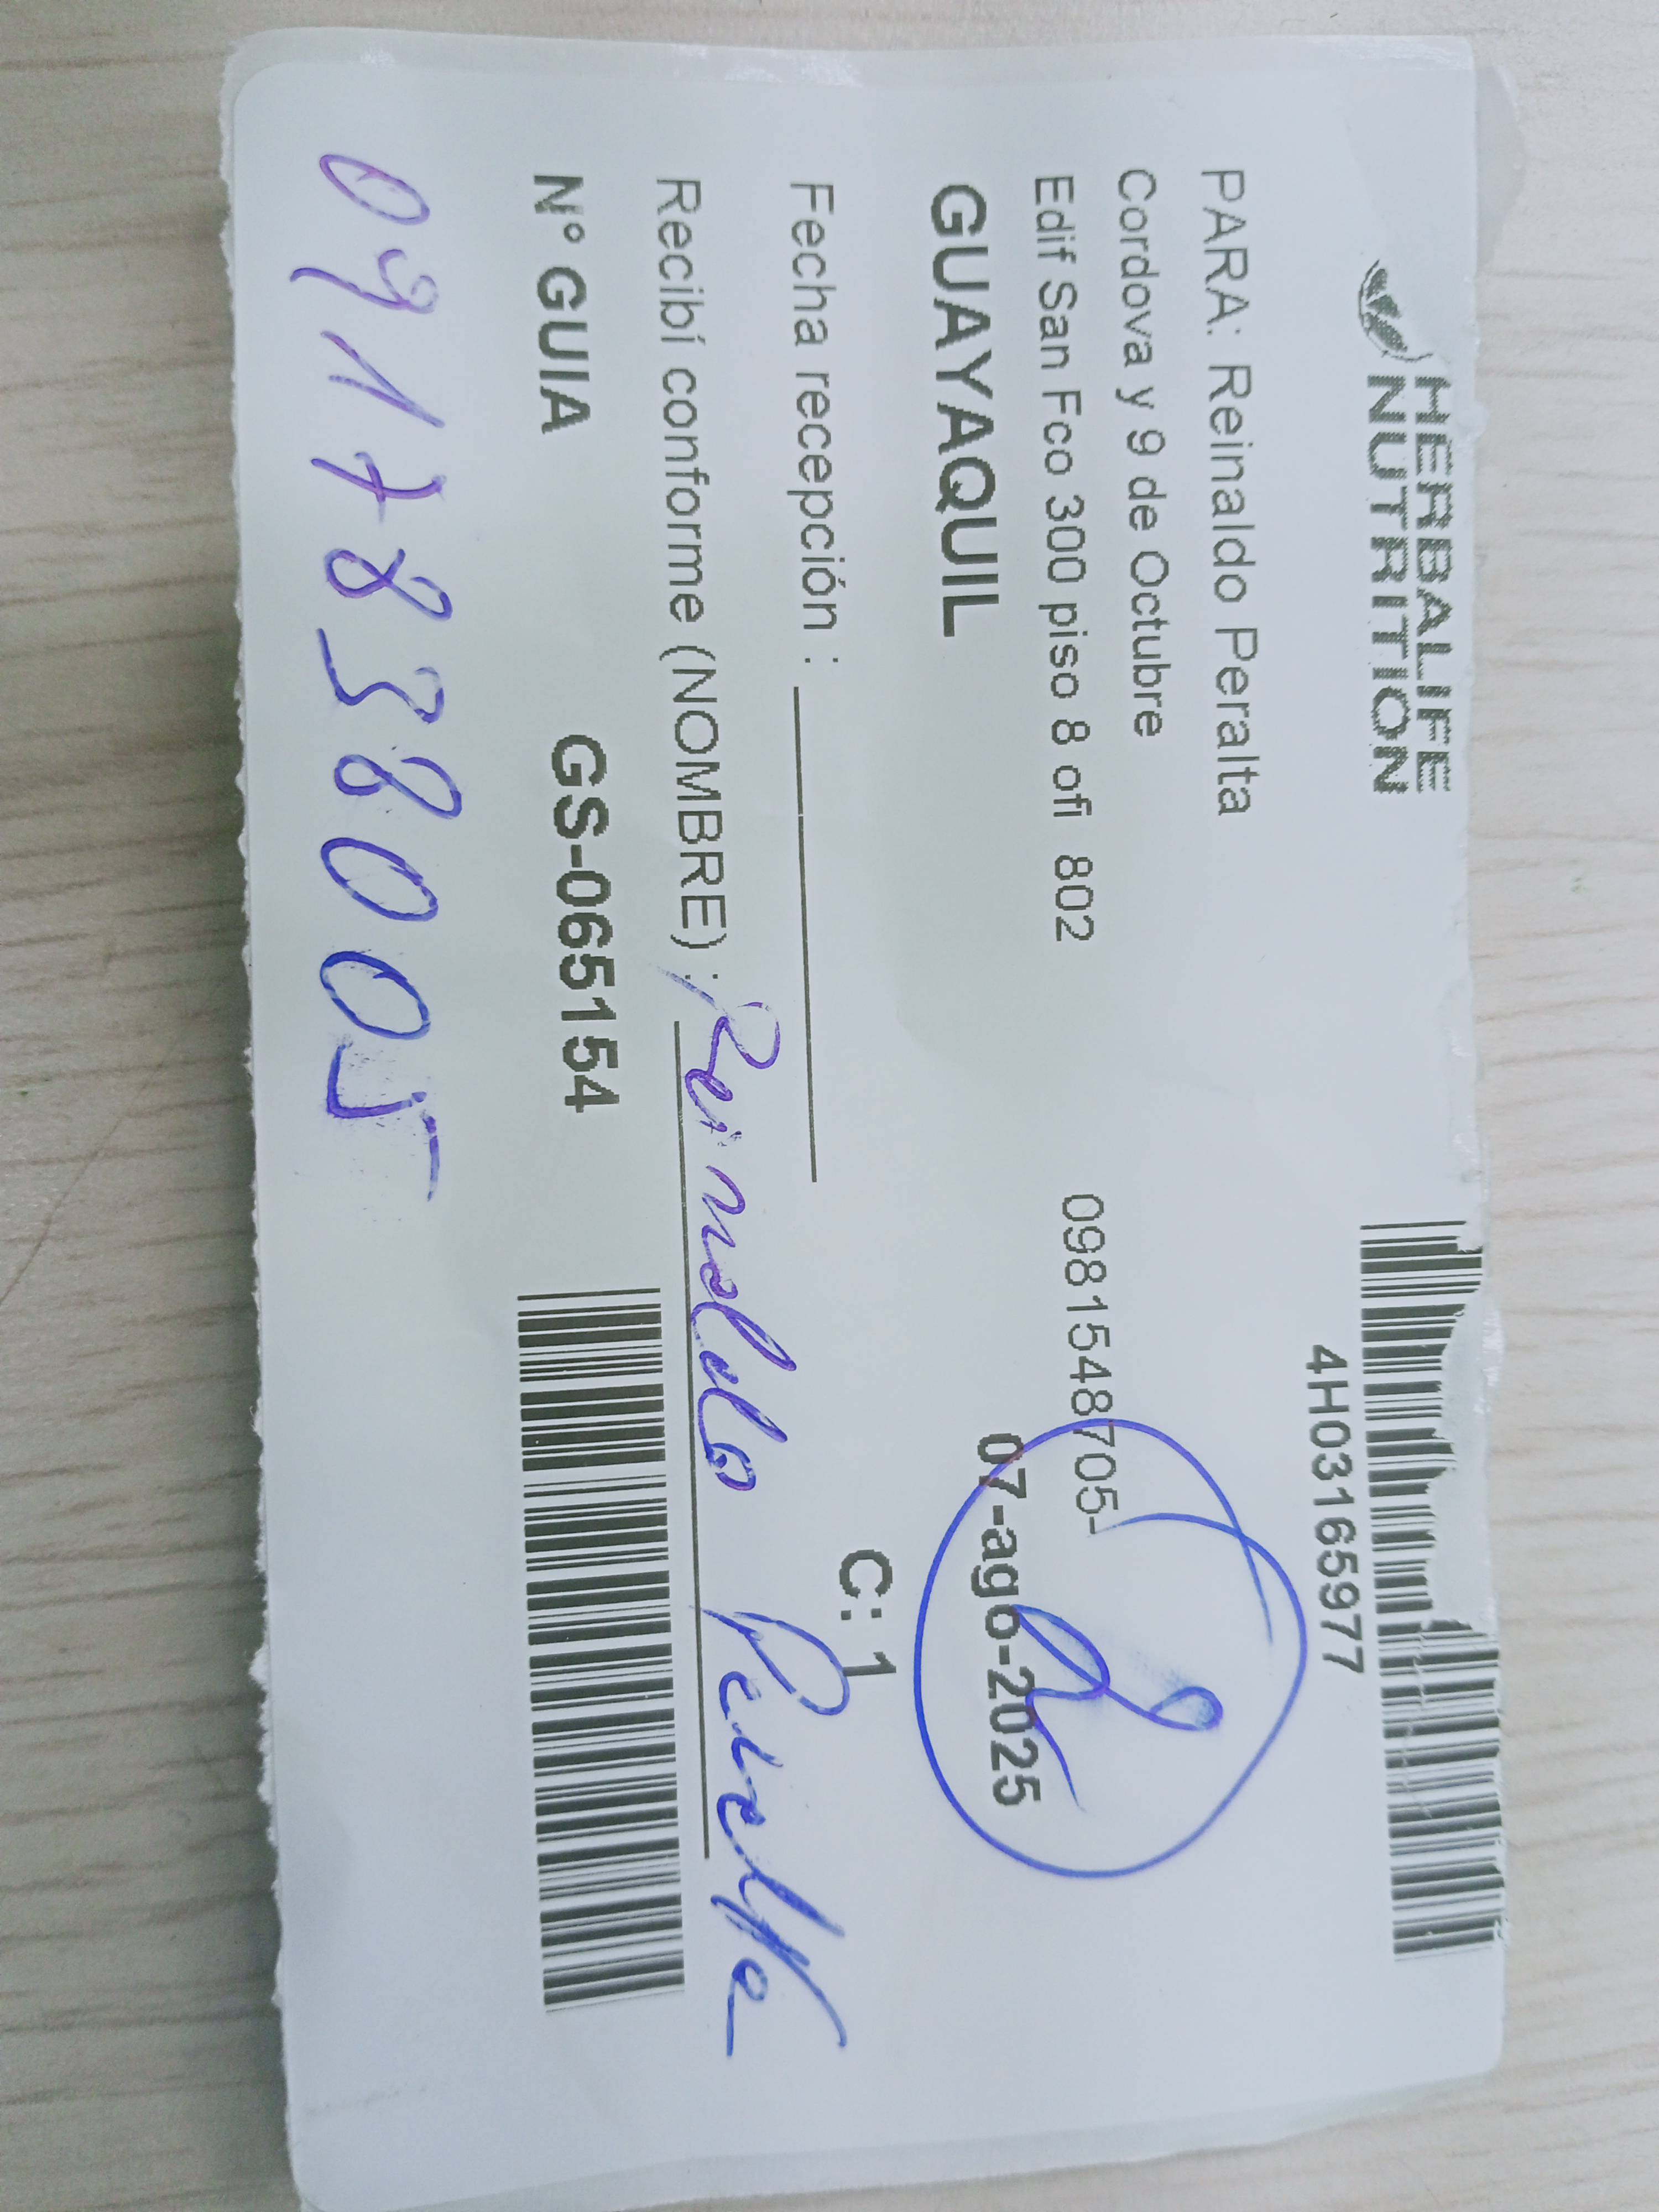 HERBALIFE
NUTRITION
4H03165977
PARA: Reinaldo Peralta
Cordova y 9 de Octubre
Edif San Fco 300 piso 8 ofi 802 0981548705-
GUAYAQUIL 07-ago-2025
Fecha recepción : C: 1
Recibí conforme (NOMBRE) : Reinaldo Peralta
N° GUIA GS-065154
0917838005